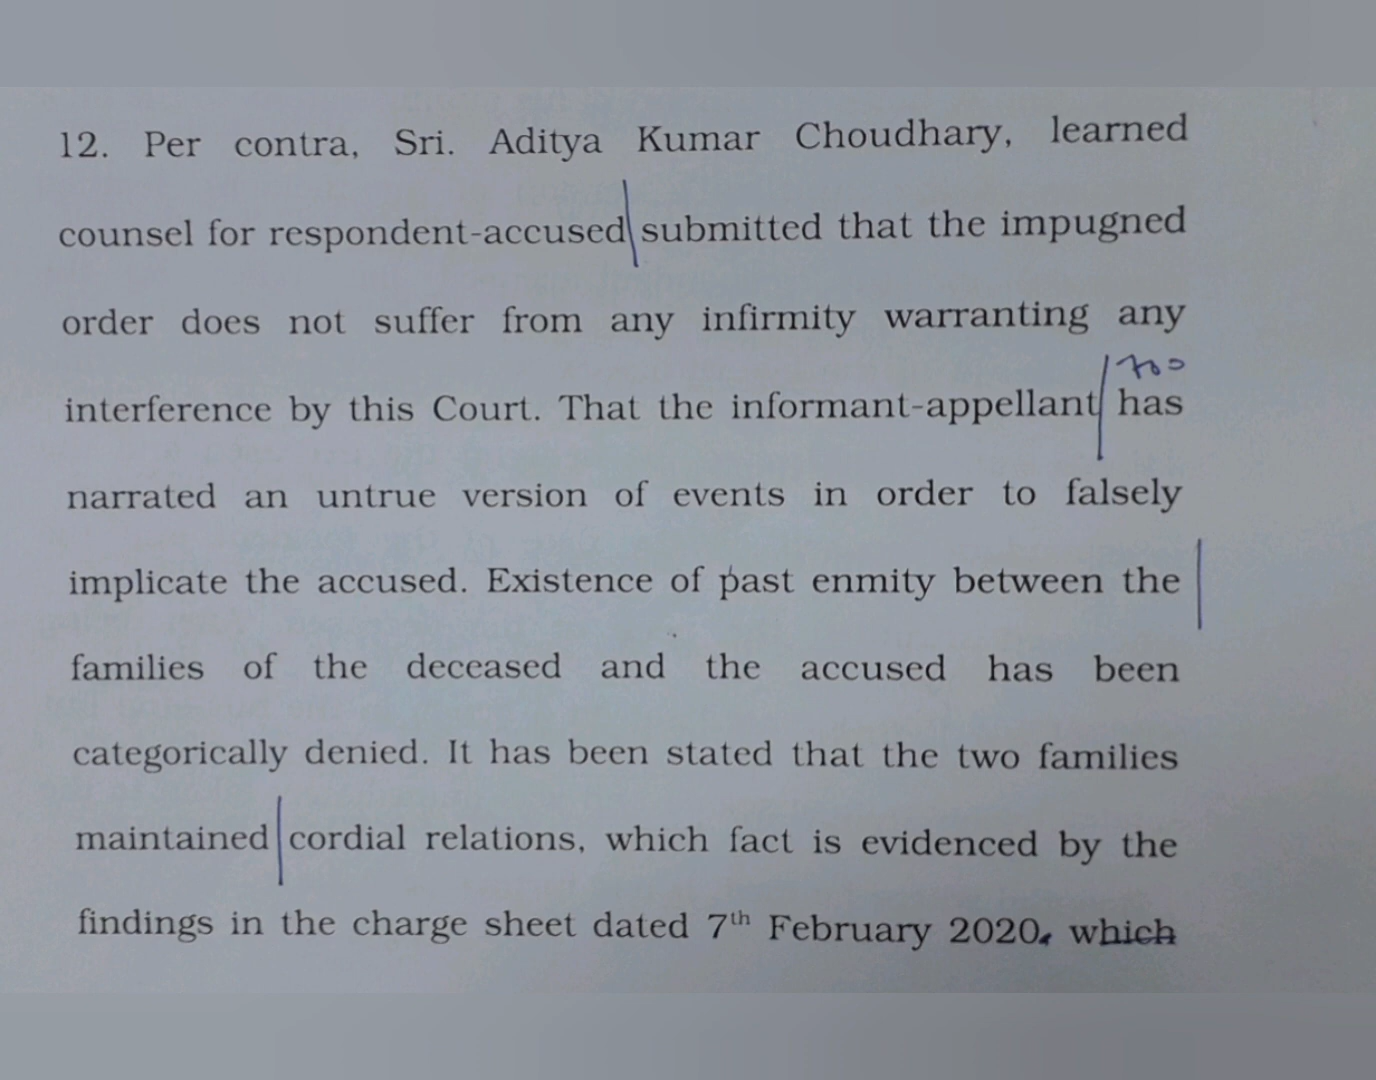 12. Per contra, Sri. Aditya Kumar Choudhary, learned
counsel for respondent-accused submitted that the impugned
order does not suffer from any infirmity warranting any
700
interference by this Court. That the informant-appellant has
narrated an untrue version of events in order to falsely
implicate the accused. Existence of past enmity between the
families of the deceased and the accused has been
categorically denied. It has been stated that the two families
maintained cordial relations, which fact is evidenced by the
findings in the charge sheet dated 7th February 2020, which